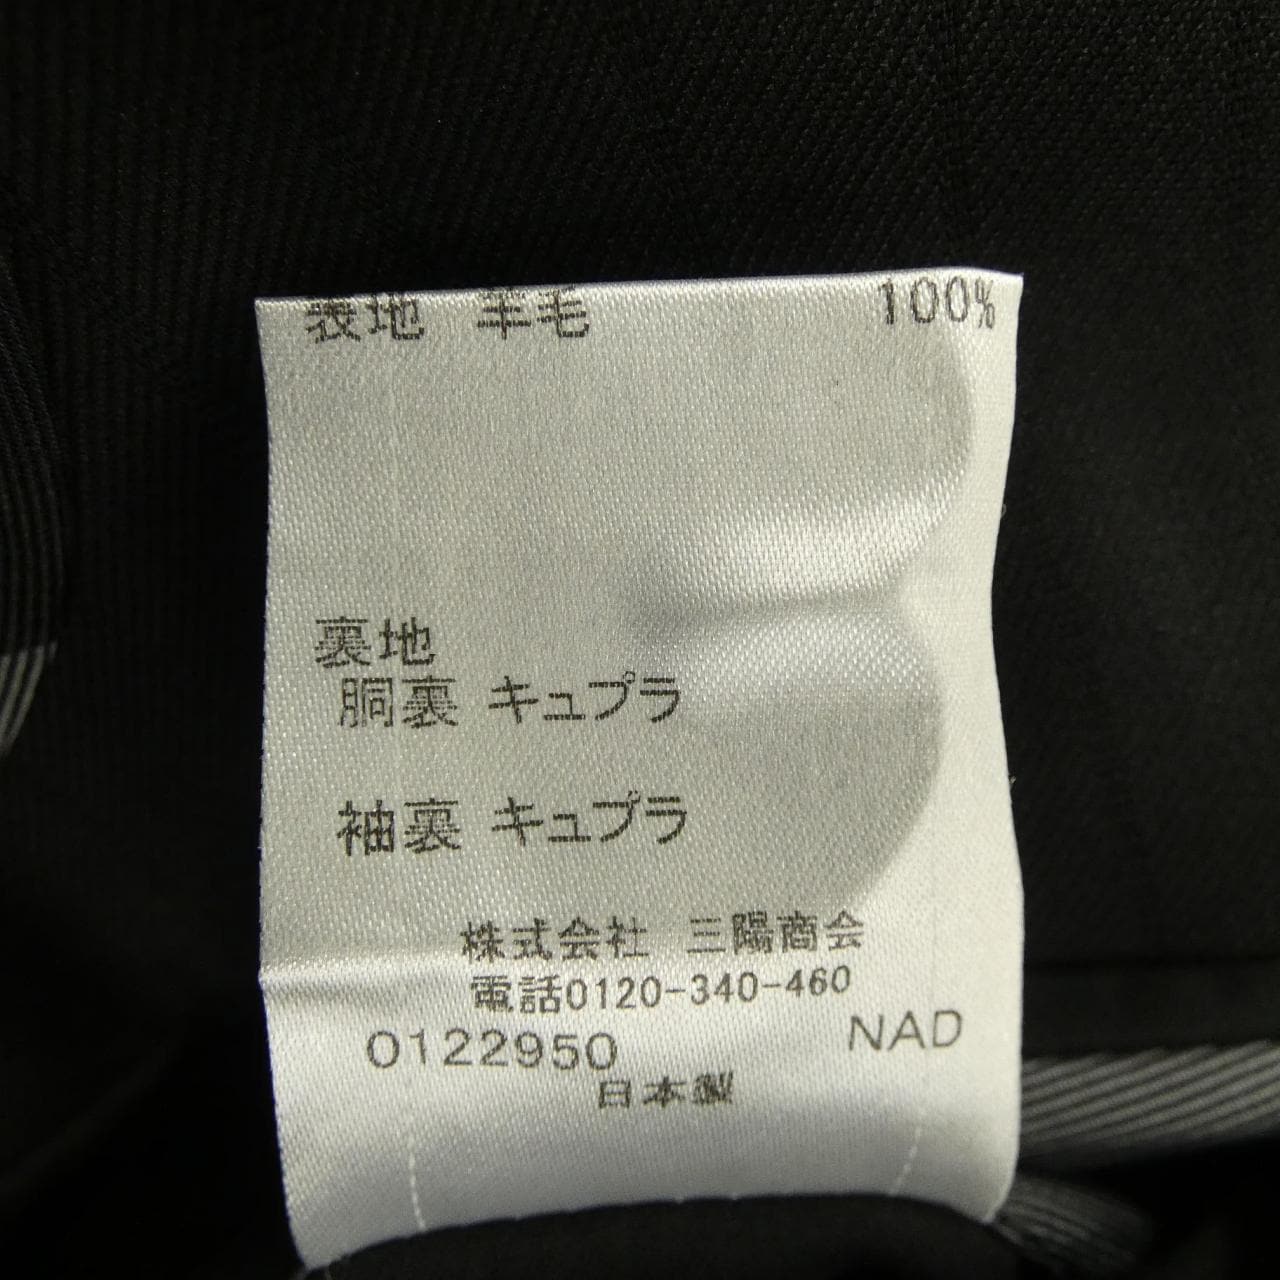 表地 羊毛 100%
裏地
胴裏 キュプラ
袖裏 キュプラ
株式会社 三陽商会
電話0120-340-460
0122950 NAD
日本製